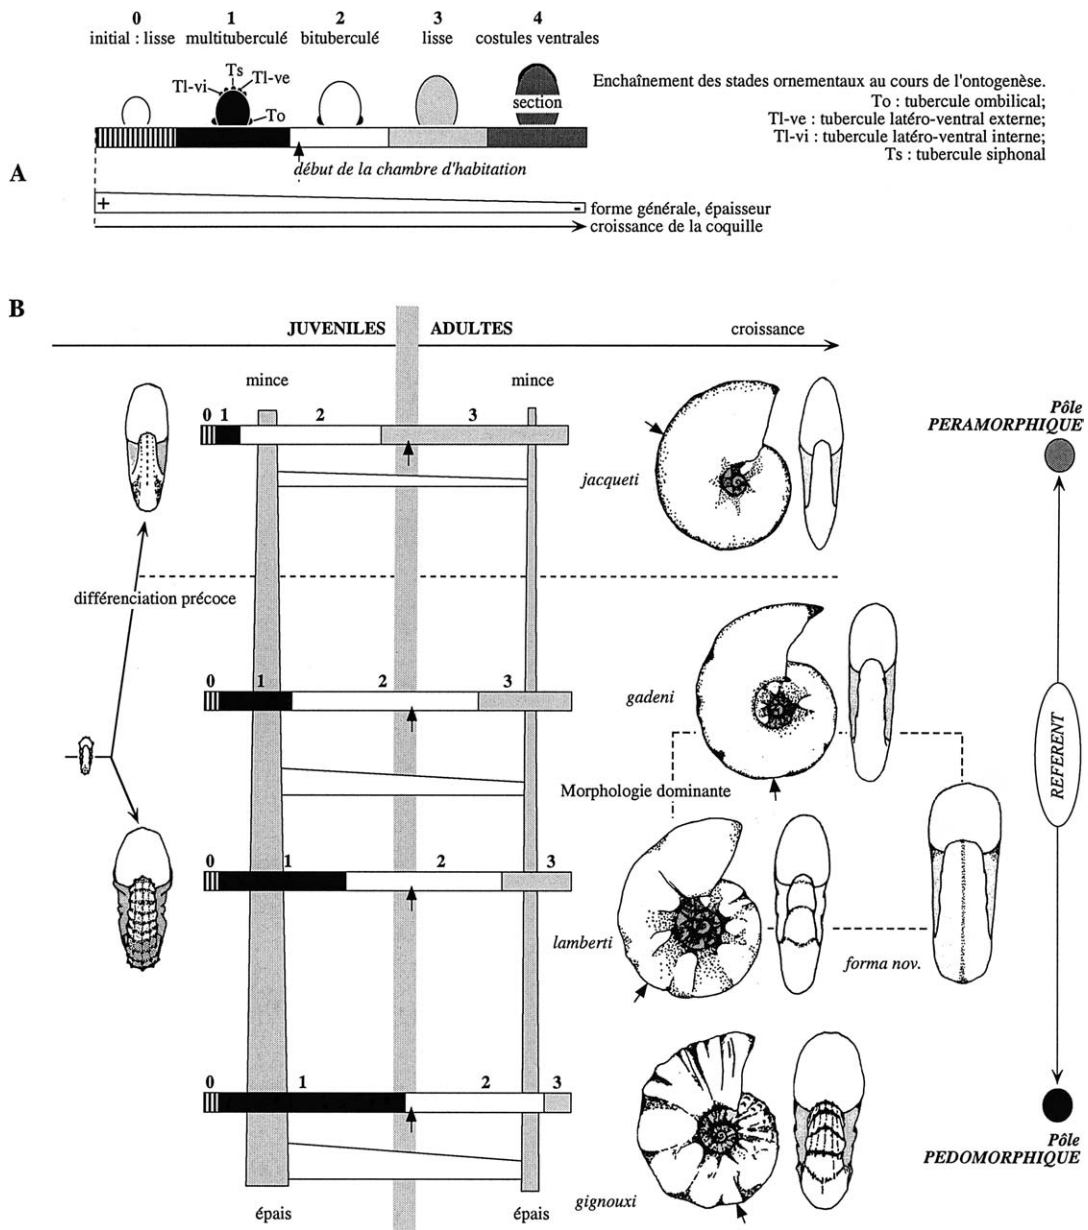 0 1 2 3 4
initial : lisse multituberculé bituberculé lisse costules ventrales
Ts
Tl-vi Tl-ve
To
section
Enchaînement des stades ornementaux au cours de l'ontogenèse.
To : tubercule ombilical;
Tl-ve : tubercule latéro-ventral externe;
Tl-vi : tubercule latéro-ventral interne;
Ts : tubercule siphonal
début de la chambre d'habitation
A
+ -
forme générale, épaisseur
croissance de la coquille
B
JUVENILES ADULTES croissance
mince mince
0 1 2 3
jacqueti
Pôle
PERAMORPHIQUE
différenciation précoce
0 1 2 3
gadeni
REFERENT
Morphologie dominante
0 1 2 3
lamberti
forma nov.
0 1 2 3
Pôle
PEDOMORPHIQUE
gignouxi
épais épais